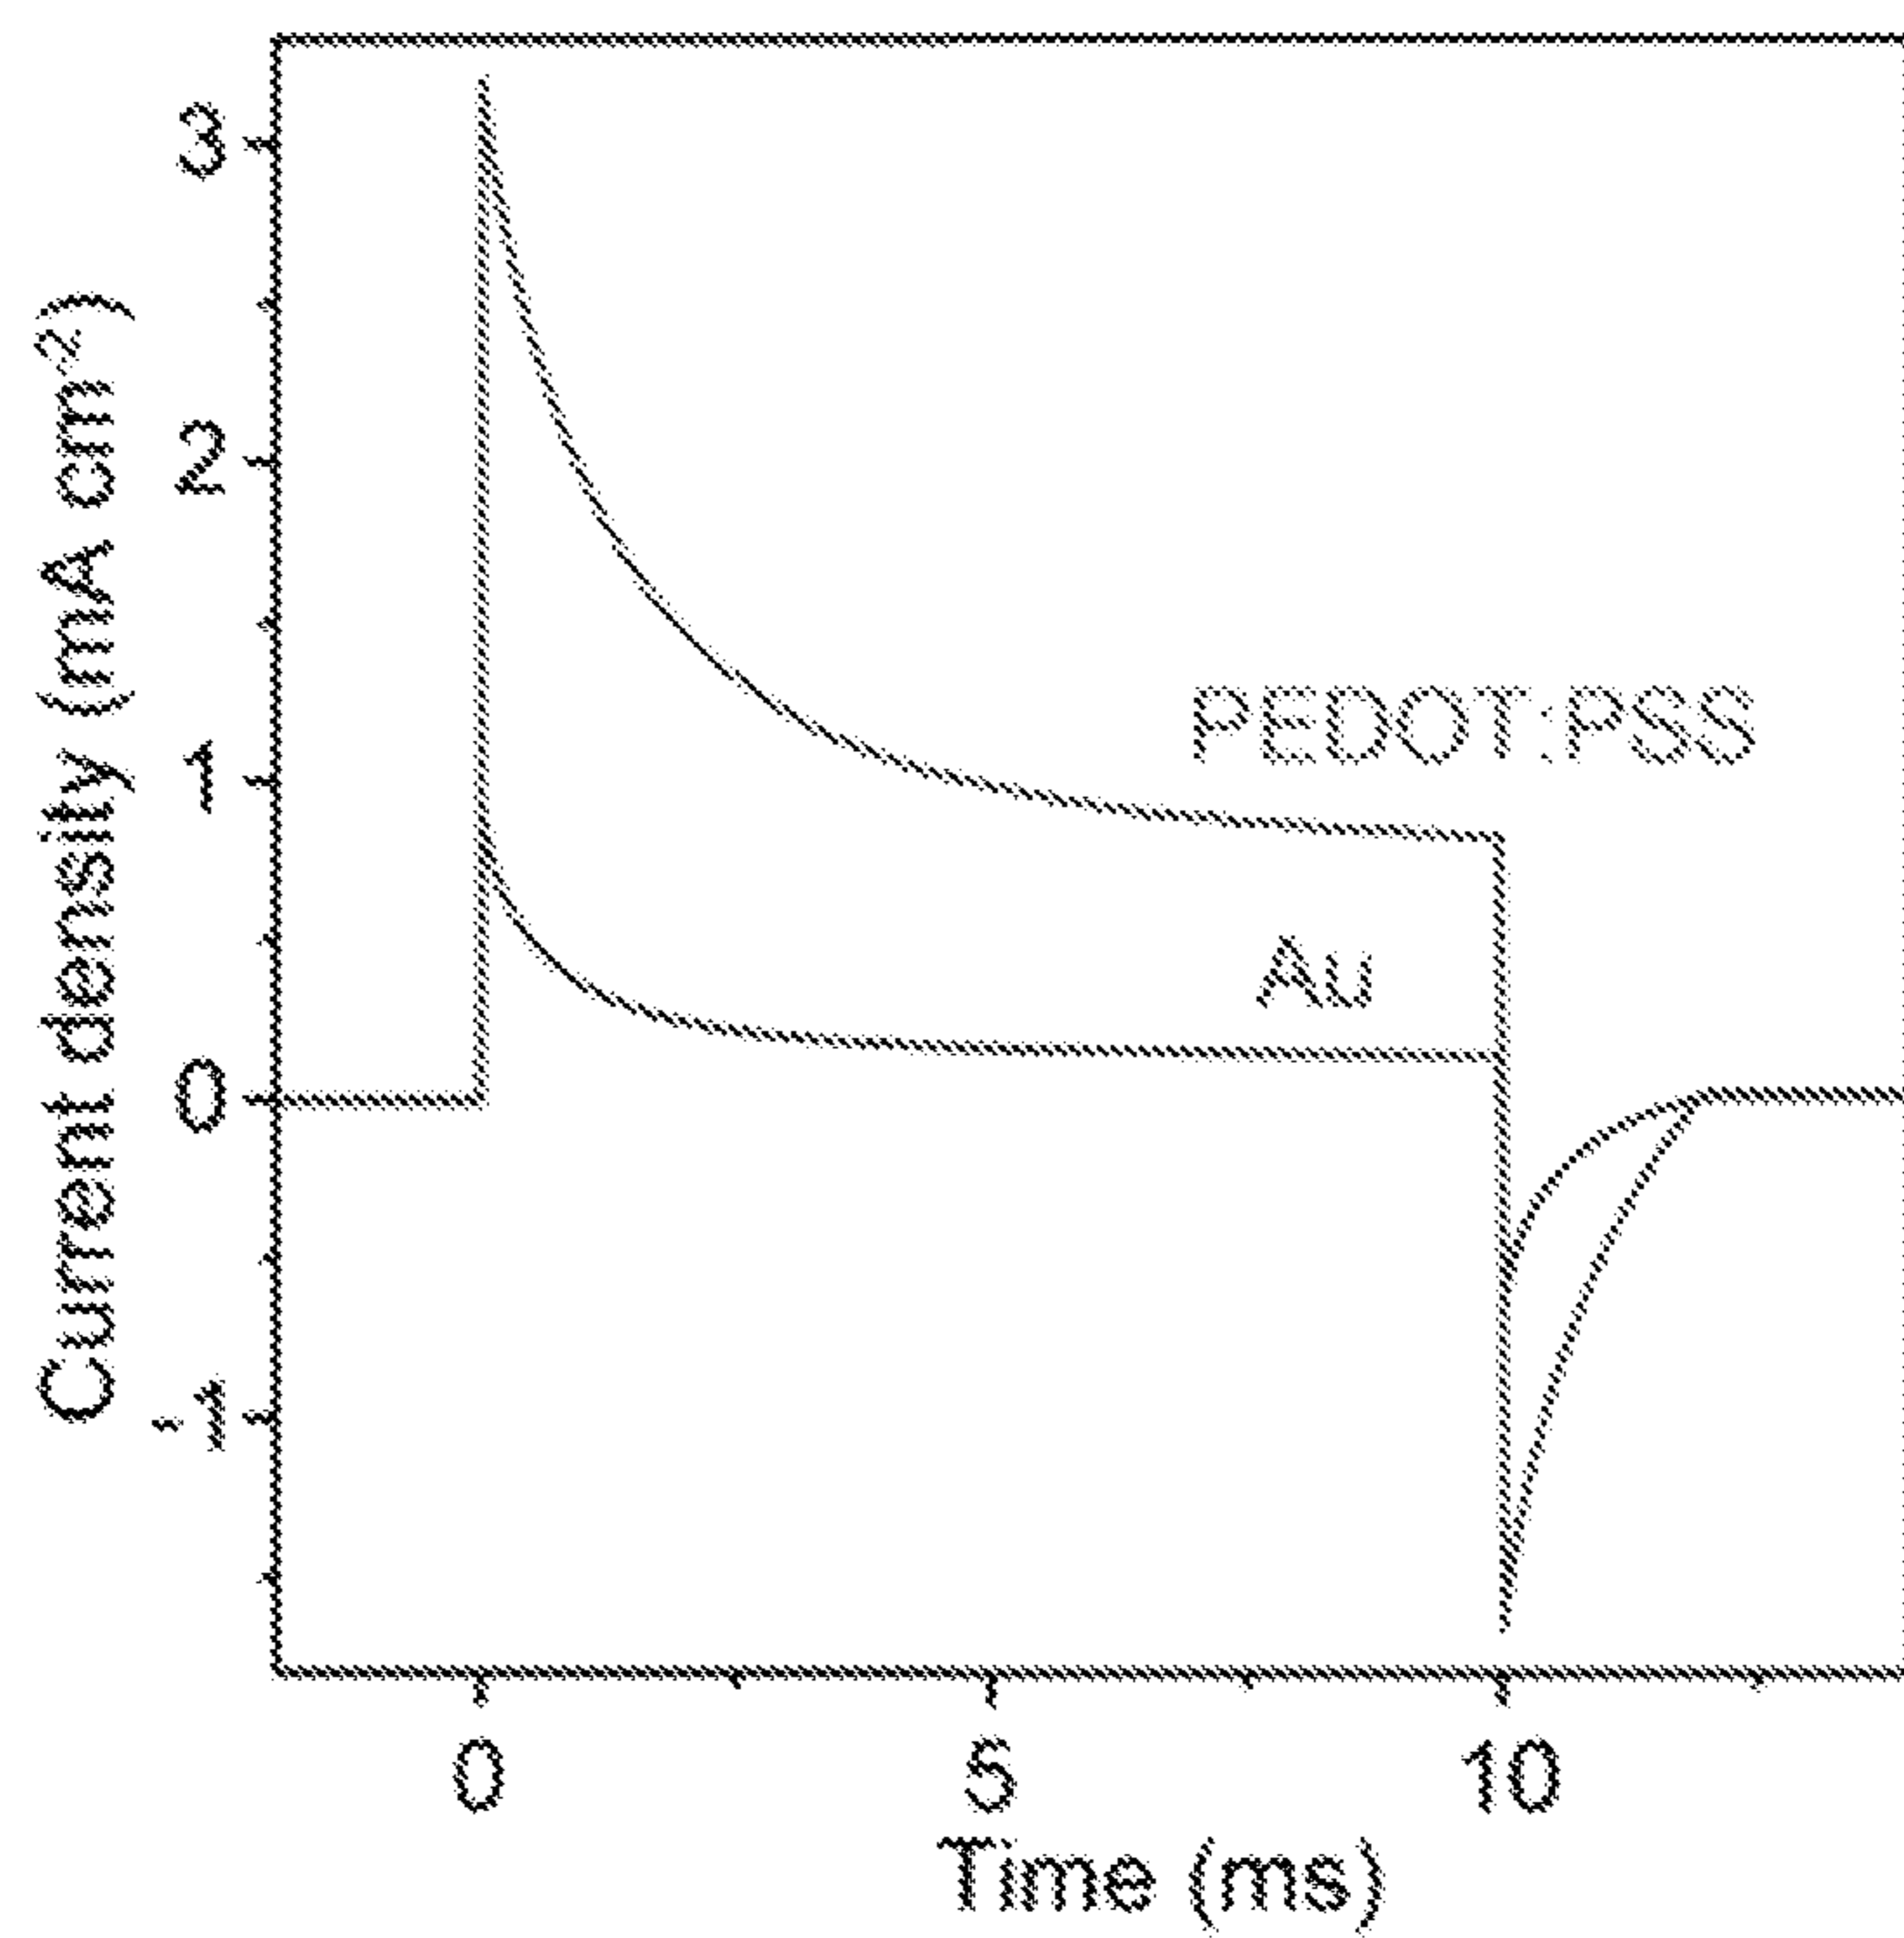 Current density (mA cm⁻²)
3
2
1
0
-1
PEDOT:PSS
Au
0
5
10
Time (ms)